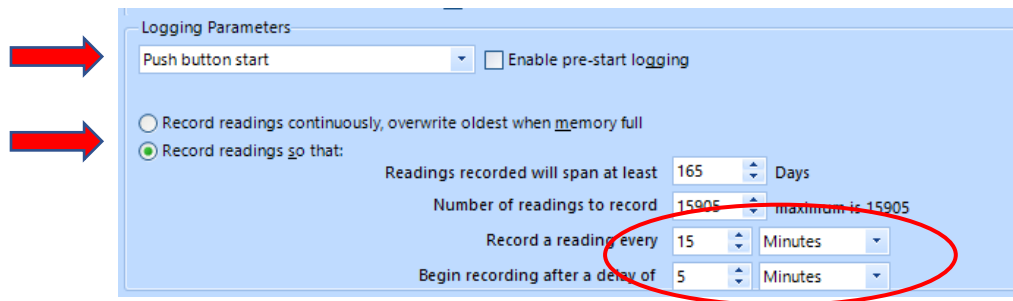 Logging Parameters
Push button start Enable pre-start logging
Record readings continuously, overwrite oldest when memory full
Record readings so that:
Readings recorded will span at least 165 Days
Number of readings to record 15905 maximum is 15905
Record a reading every 15 Minutes
Begin recording after a delay of 5 Minutes